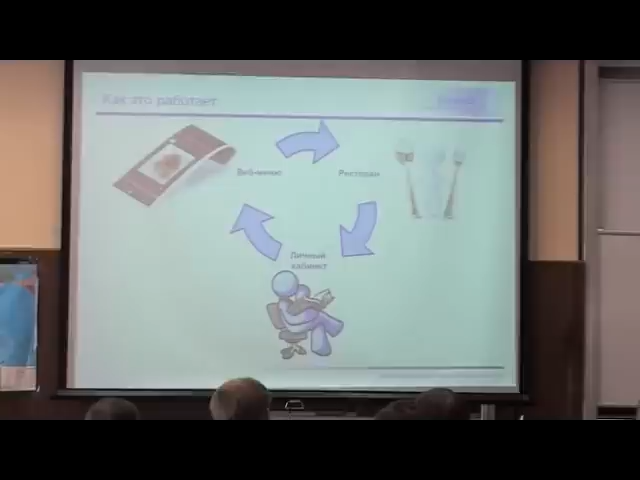 Как это работает
Веб-меню
Ресторан
Личный
кабинет